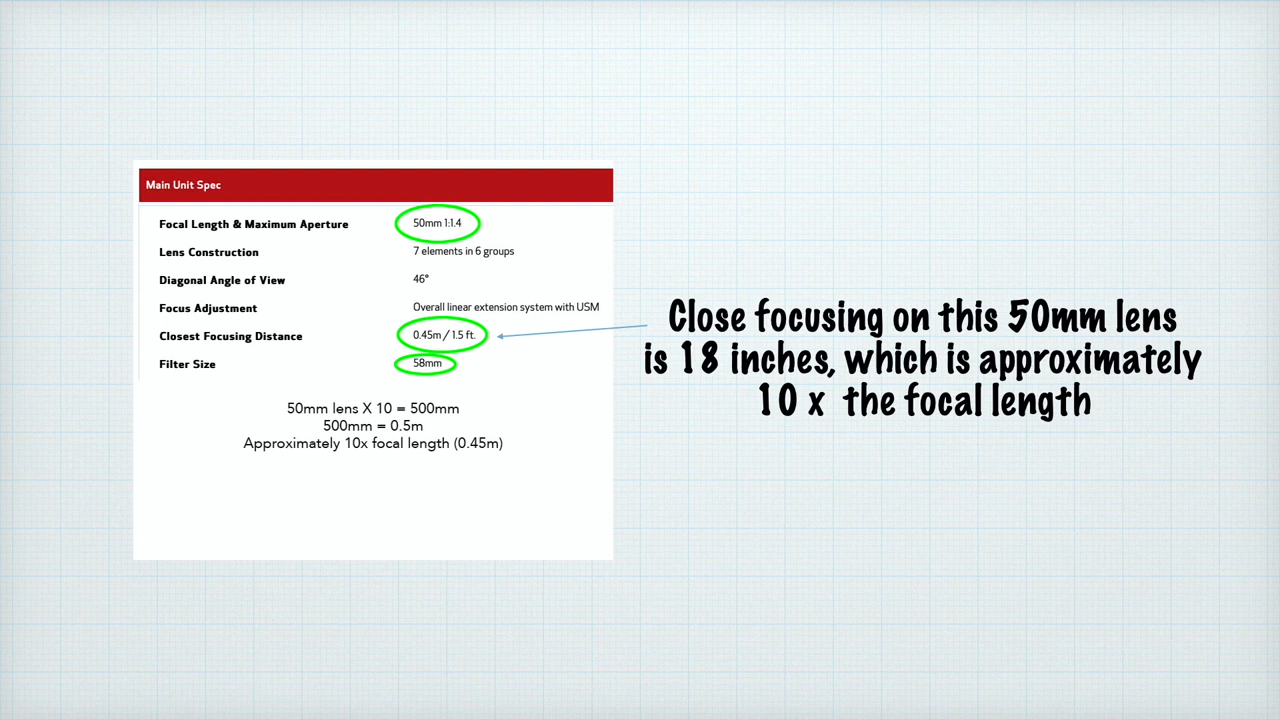 Main Unit Spec
Focal Length & Maximum Aperture 50mm 1:1.4
Lens Construction 7 elements in 6 groups
Diagonal Angle of View 46°
Focus Adjustment Overall linear extension system with USM
Closest Focusing Distance 0.45m / 1.5 ft.
Filter Size 58mm
50mm lens X 10 = 500mm
500mm = 0.5m
Approximately 10x focal length (0.45m)
Close focusing on this 50mm lens
is 18 inches, which is approximately
10 x the focal length